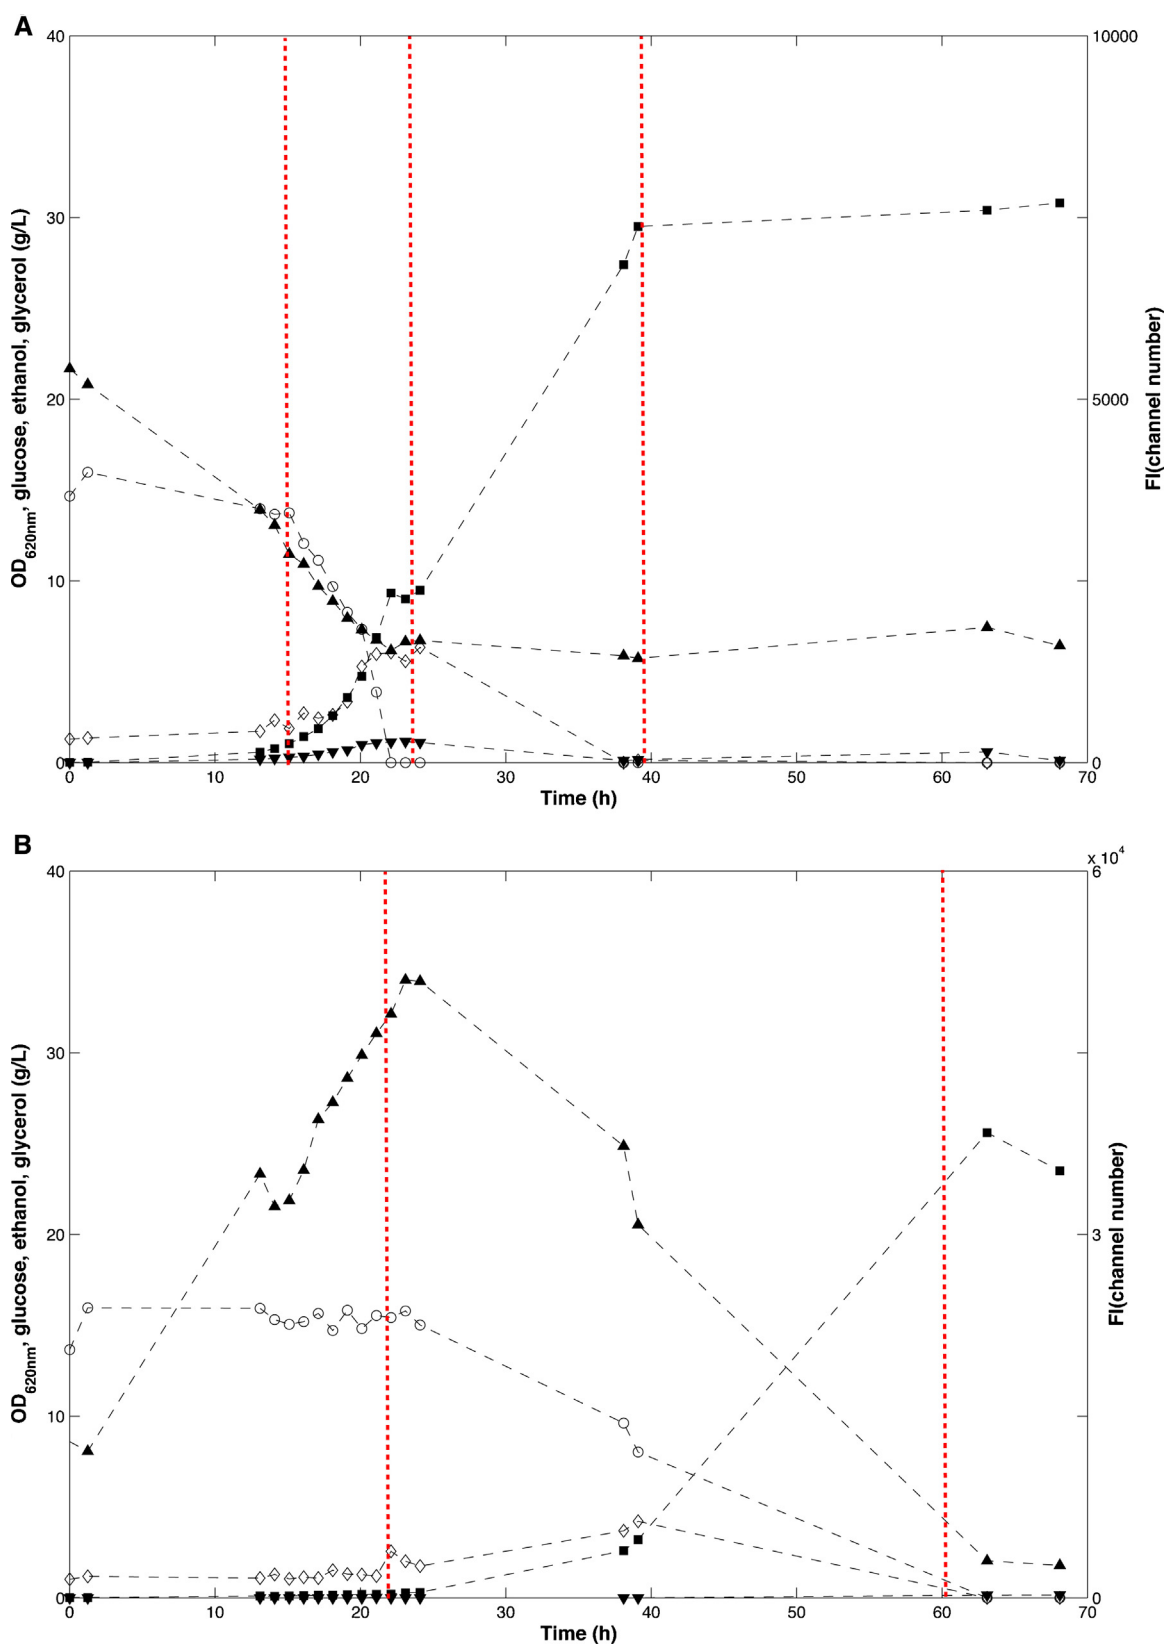 A
40
30
20
10
0
10000
5000
0
OD620nm, glucose, ethanol, glycerol (g/L)
FI(channel number)
0 10 20 30 40 50 60 70
Time (h)
B
x 10^4
40
30
20
10
0
6
3
0
OD620nm, glucose, ethanol, glycerol (g/L)
FI(channel number)
0 10 20 30 40 50 60 70
Time (h)